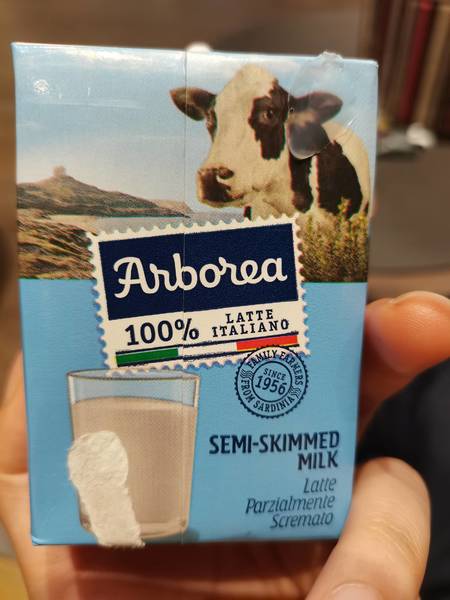 Arborea
100% LATTE
ITALIANO
FAMILY FARMERS
SINCE
1956
FROM SARDINIA
SEMI-SKIMMED
MILK
Latte
Parzialmente
Scremato